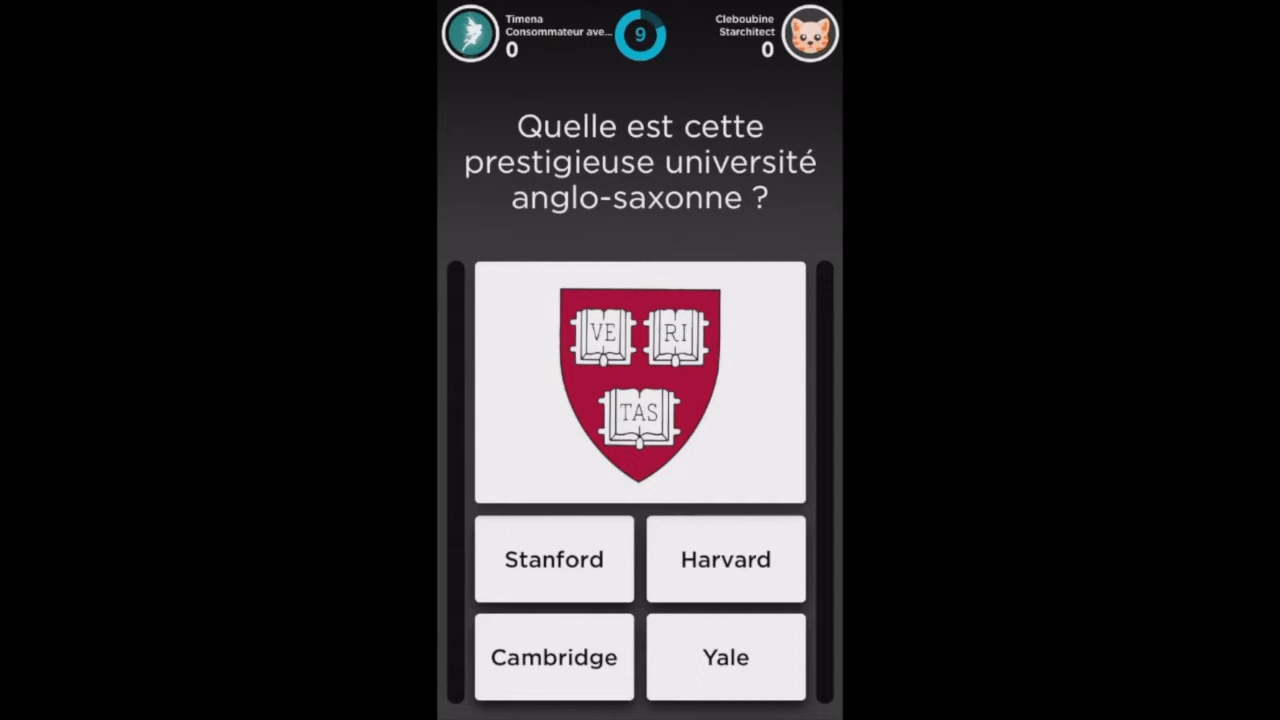 Timena
Consommateur ave...
0
9
Cleboubine
Starchitect
0
Quelle est cette
prestigieuse université
anglo-saxonne ?
VE RI
TAS
Stanford
Harvard
Cambridge
Yale